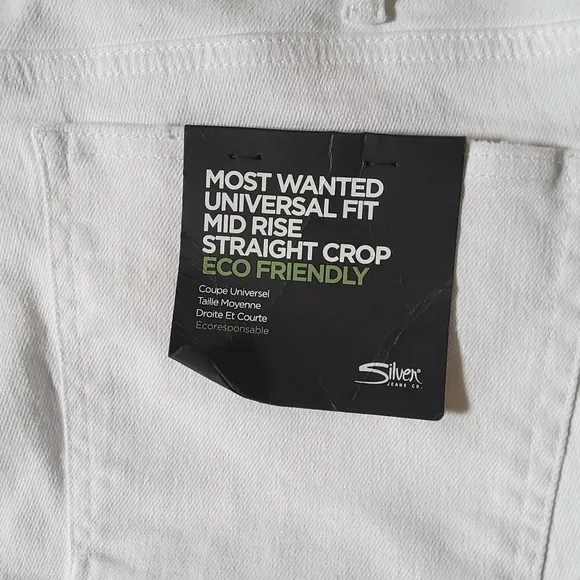 MOST WANTED
UNIVERSAL FIT
MID RISE
STRAIGHT CROP
ECO FRIENDLY
Coupe Universel
Taille Moyenne
Droite Et Courte
Écoresponsable
Silver®
JEANS CO.